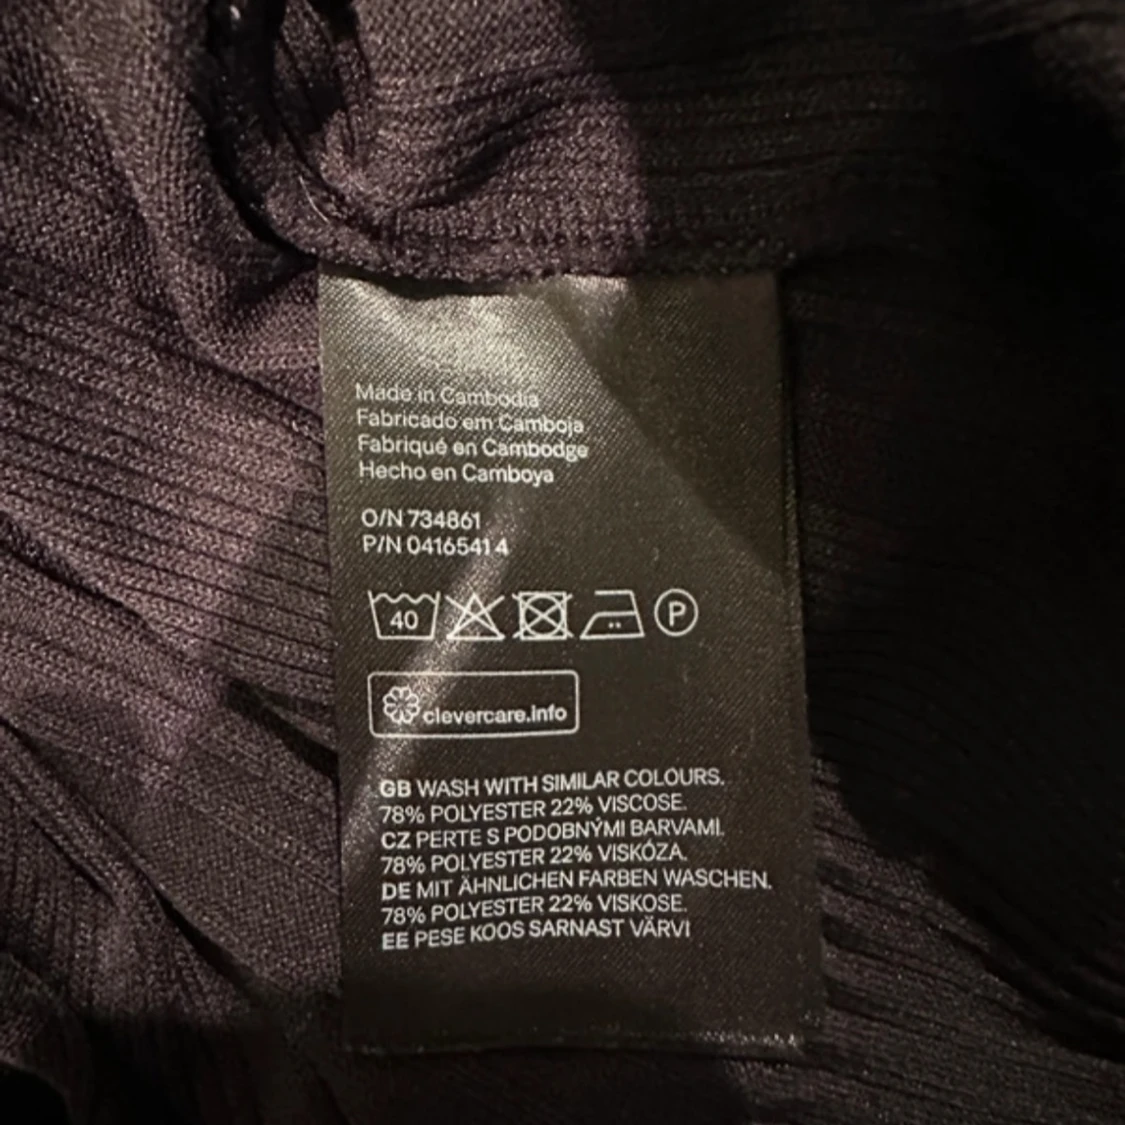 Made in Cambodia
Fabricado em Camboja
Fabriqué en Cambodge
Hecho en Camboya
O/N 734861
P/N 0416541 4
40 P
clevercare.info
GB WASH WITH SIMILAR COLOURS.
78% POLYESTER 22% VISCOSE.
CZ PERTE S PODOBNÝMI BARVAMI.
78% POLYESTER 22% VISKÓZA.
DE MIT ÄHNLICHEN FARBEN WASCHEN.
78% POLYESTER 22% VISKOSE.
EE PESE KOOS SARNAST VÄRVI